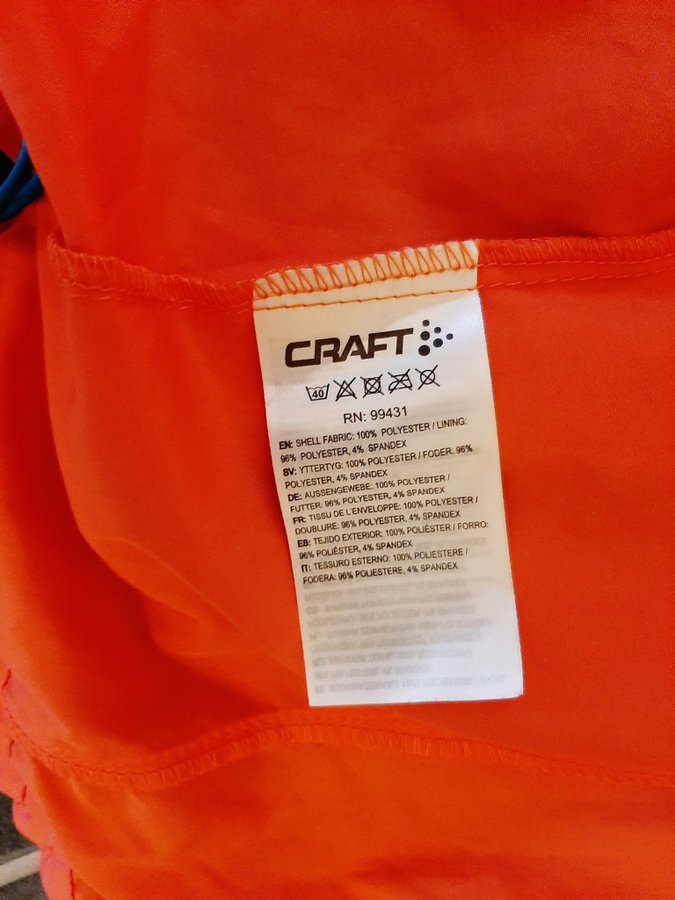 CRAFT
40
RN: 99431
EN: SHELL FABRIC: 100% POLYESTER / LINING:
96% POLYESTER, 4% SPANDEX
SV: YTTERTYG: 100% POLYESTER / FODER: 96%
POLYESTER, 4% SPANDEX
DE: AUSSENGEWEBE: 100% POLYESTER /
FUTTER: 96% POLYESTER, 4% SPANDEX
FR: TISSU DE L'ENVELOPPE: 100% POLYESTER /
DOUBLURE: 96% POLYESTER, 4% SPANDEX
ES: TEJIDO EXTERIOR: 100% POLIÉSTER / FORRO:
96% POLIÉSTER, 4% SPANDEX
IT: TESSURO ESTERNO: 100% POLIESTERE /
FODERA: 96% POLIESTERE, 4% SPANDEX